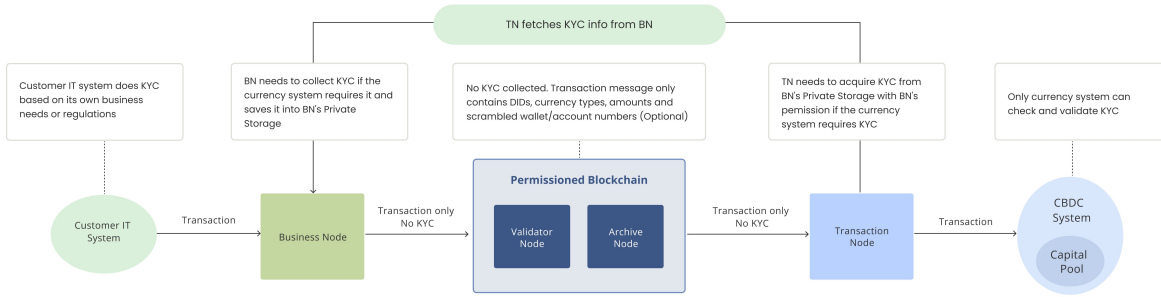 TN fetches KYC info from BN
Customer IT system does KYC
based on its own business
needs or regulations
BN needs to collect KYC if the
currency system requires it and
saves it into BN's Private
Storage
No KYC collected. Transaction message only
contains DIDs, currency types, amounts and
scrambled wallet/account numbers (Optional)
TN needs to acquire KYC from
BN's Private Storage with BN's
pemission if the currency
system requires KYC
Only currency system can
check and validate KYC
Customer IT
System
Transaction
Business Node
Transaction only
No KYC
Permissioned Blockchain
Validator
Node
Archive
Node
Transaction only
No KYC
Transaction
Node
Transaction
CBDC
System
Capital
Pool